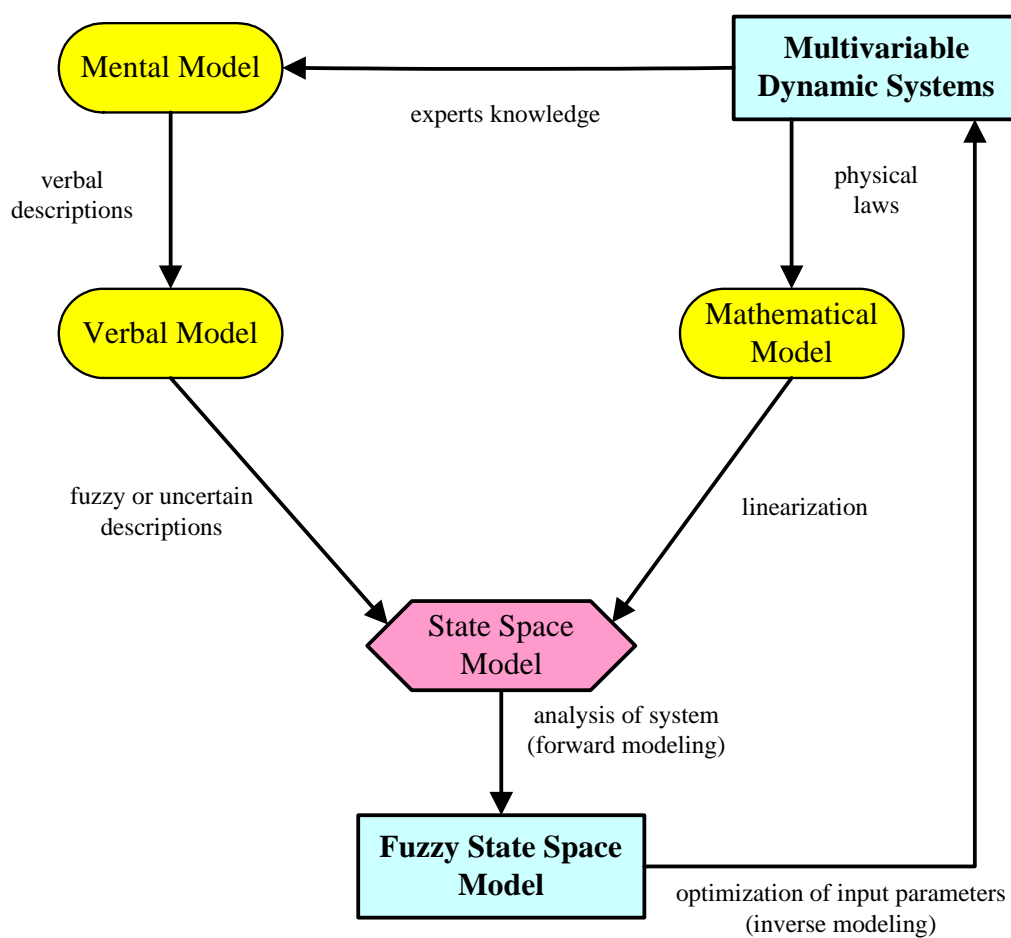 Mental Model
Multivariable
Dynamic Systems
experts knowledge
verbal
descriptions
physical
laws
Verbal Model
Mathematical
Model
fuzzy or uncertain
descriptions
linearization
State Space
Model
analysis of system
(forward modeling)
Fuzzy State Space
Model
optimization of input parameters
(inverse modeling)